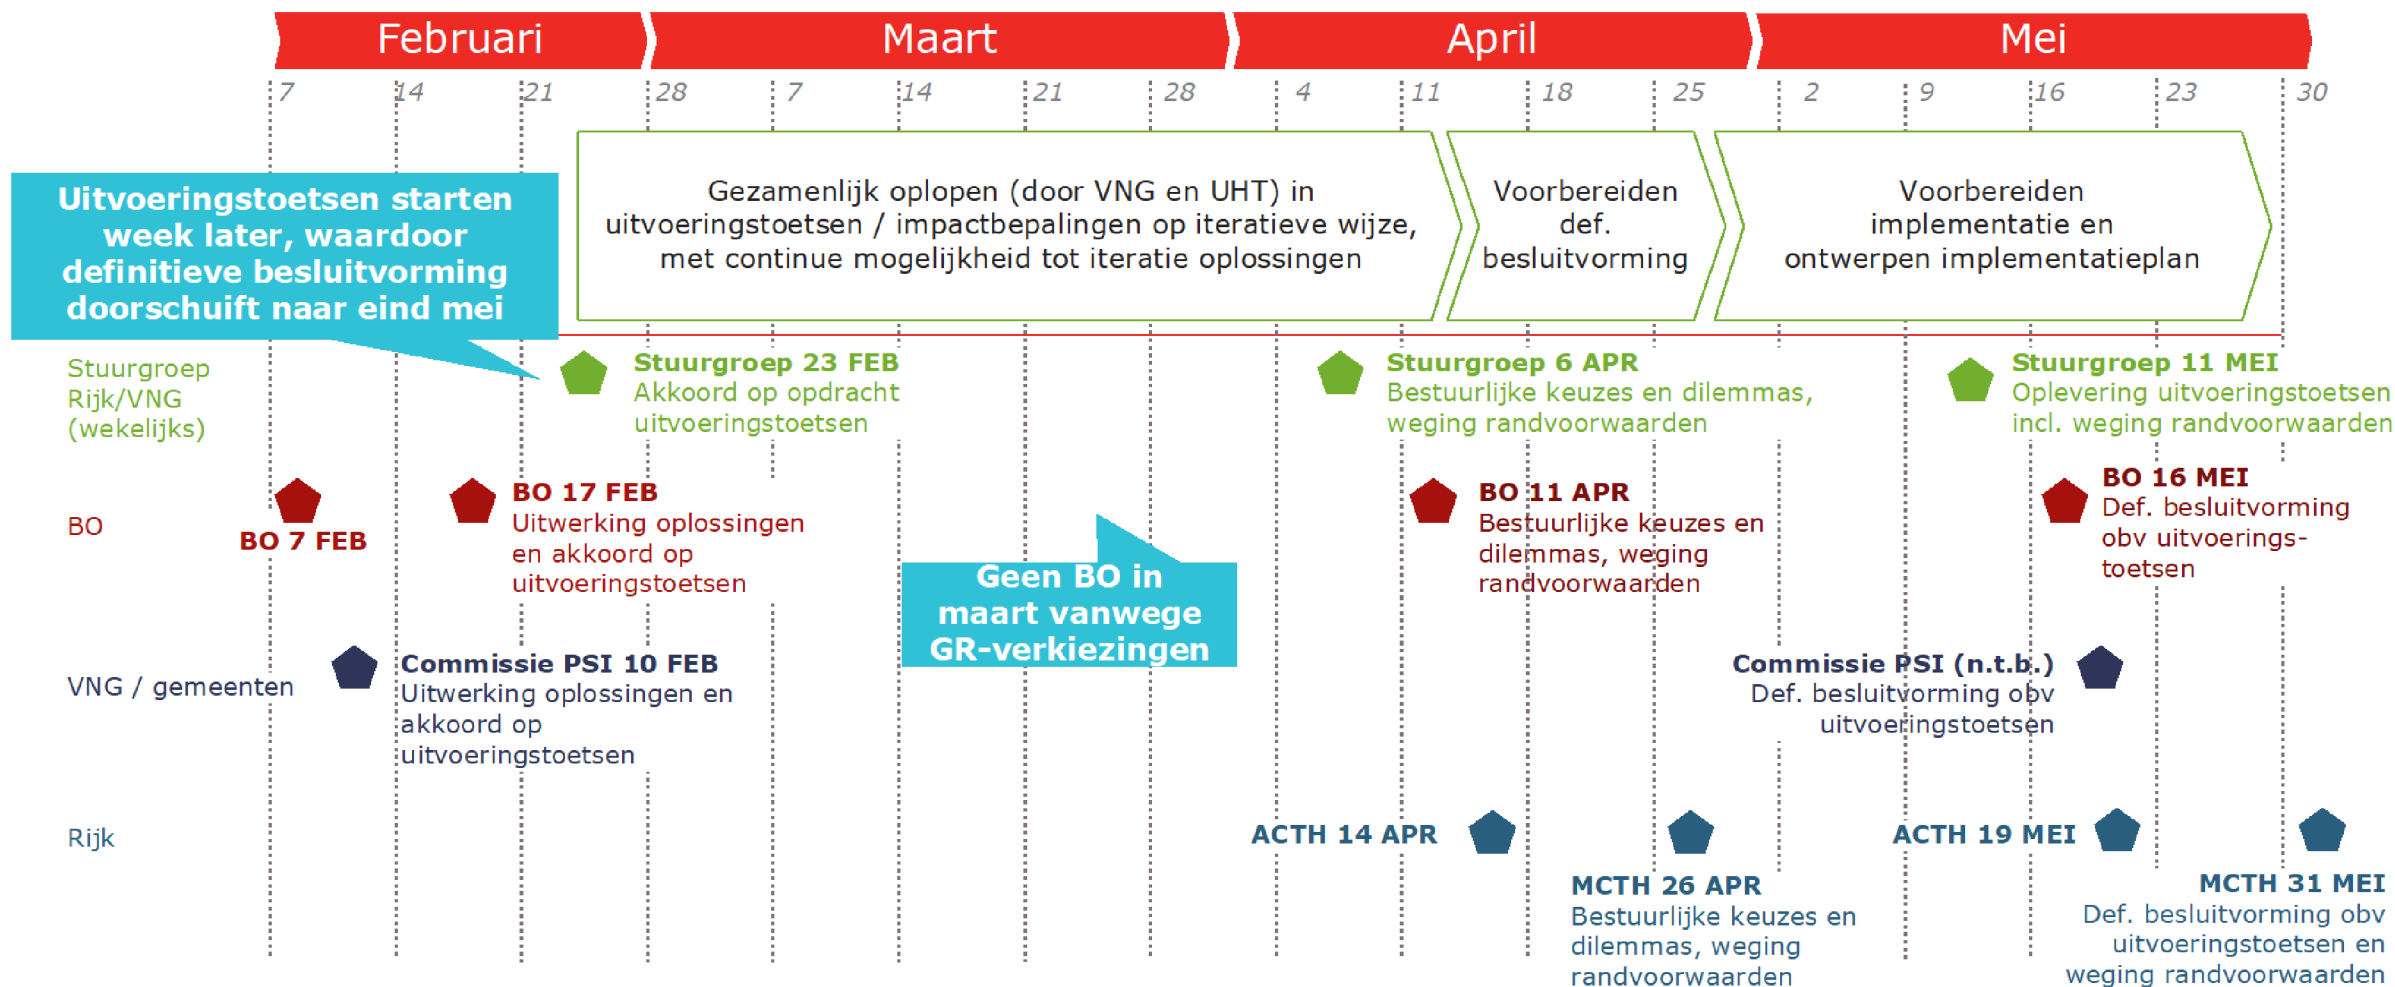 Februari
Maart
April
Mei
7
14
21
28
7
14
21
28
4
11
18
25
2
9
16
23
30
Uitvoeringstoetsen starten
week later, waardoor
definitieve besluitvorming
doorschuift naar eind mei
Gezamenlijk oplopen (door VNG en UHT) in
uitvoeringstoetsen / impactbepalingen op iteratieve wijze,
met continue mogelijkheid tot iteratie oplossingen
Voorbereiden
def.
besluitvorming
Voorbereiden
implementatie en
ontwerpen implementatieplan
Stuurgroep
Rijk/VNG
(wekelijks)
Stuurgroep 23 FEB
Akkoord op opdracht
uitvoeringstoetsen
Stuurgroep 6 APR
Bestuurlijke keuzes en dilemmas,
weging randvoorwaarden
Stuurgroep 11 MEI
Oplevering uitvoeringstoetsen
incl. weging randvoorwaarden
BO
BO 7 FEB
BO 17 FEB
Uitwerking oplossingen
en akkoord op
uitvoeringstoetsen
Geen BO in
maart vanwege
GR-verkiezingen
BO 11 APR
Bestuurlijke keuzes en
dilemmas, weging
randvoorwaarden
BO 16 MEI
Def. besluitvorming
obv uitvoerings-
toetsen
VNG / gemeenten
Commissie PSI 10 FEB
Uitwerking oplossingen en
akkoord op
uitvoeringstoetsen
Commissie PSI (n.t.b.)
Def. besluitvorming obv
uitvoeringstoetsen
Rijk
ACTH 14 APR
MCTH 26 APR
Bestuurlijke keuzes en
dilemmas, weging
randvoorwaarden
ACTH 19 MEI
MCTH 31 MEI
Def. besluitvorming obv
uitvoeringstoetsen en
weging randvoorwaarden